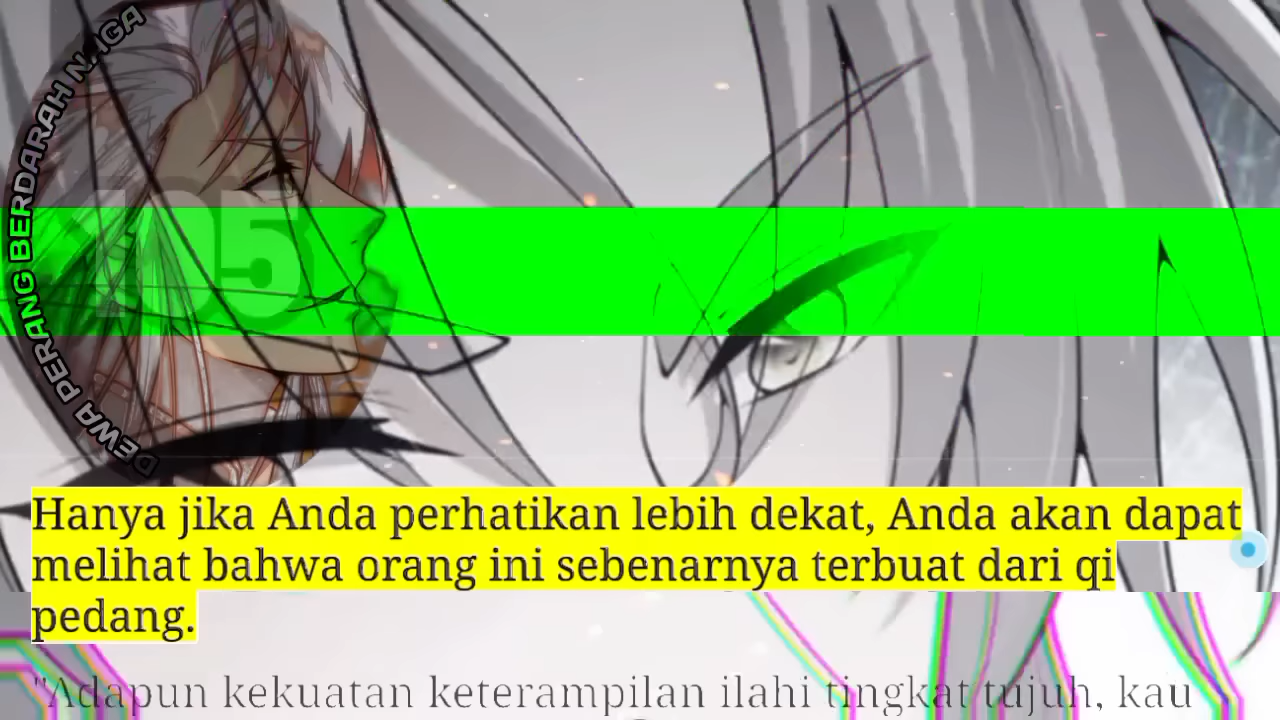 DEWA PERANG BERDARAH NAGA
105
Hanya jika Anda perhatikan lebih dekat, Anda akan dapat
melihat bahwa orang ini sebenarnya terbuat dari qi
pedang.
"Adapun kekuatan keterampilan ilahi tingkat tujuh, kau